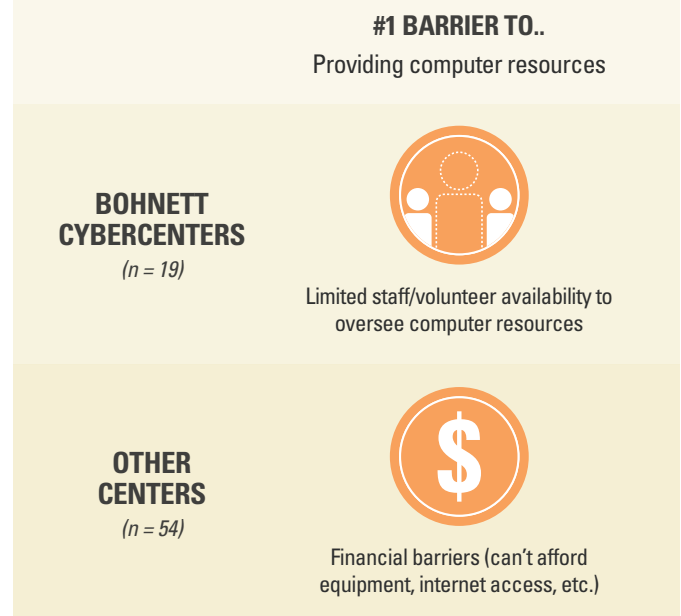 #1 BARRIER TO..
Providing computer resources
BOHNETT
CYBERCENTERS
(n = 19)
Limited staff/volunteer availability to
oversee computer resources
OTHER
CENTERS
(n = 54)
$
Financial barriers (can't afford
equipment, internet access, etc.)